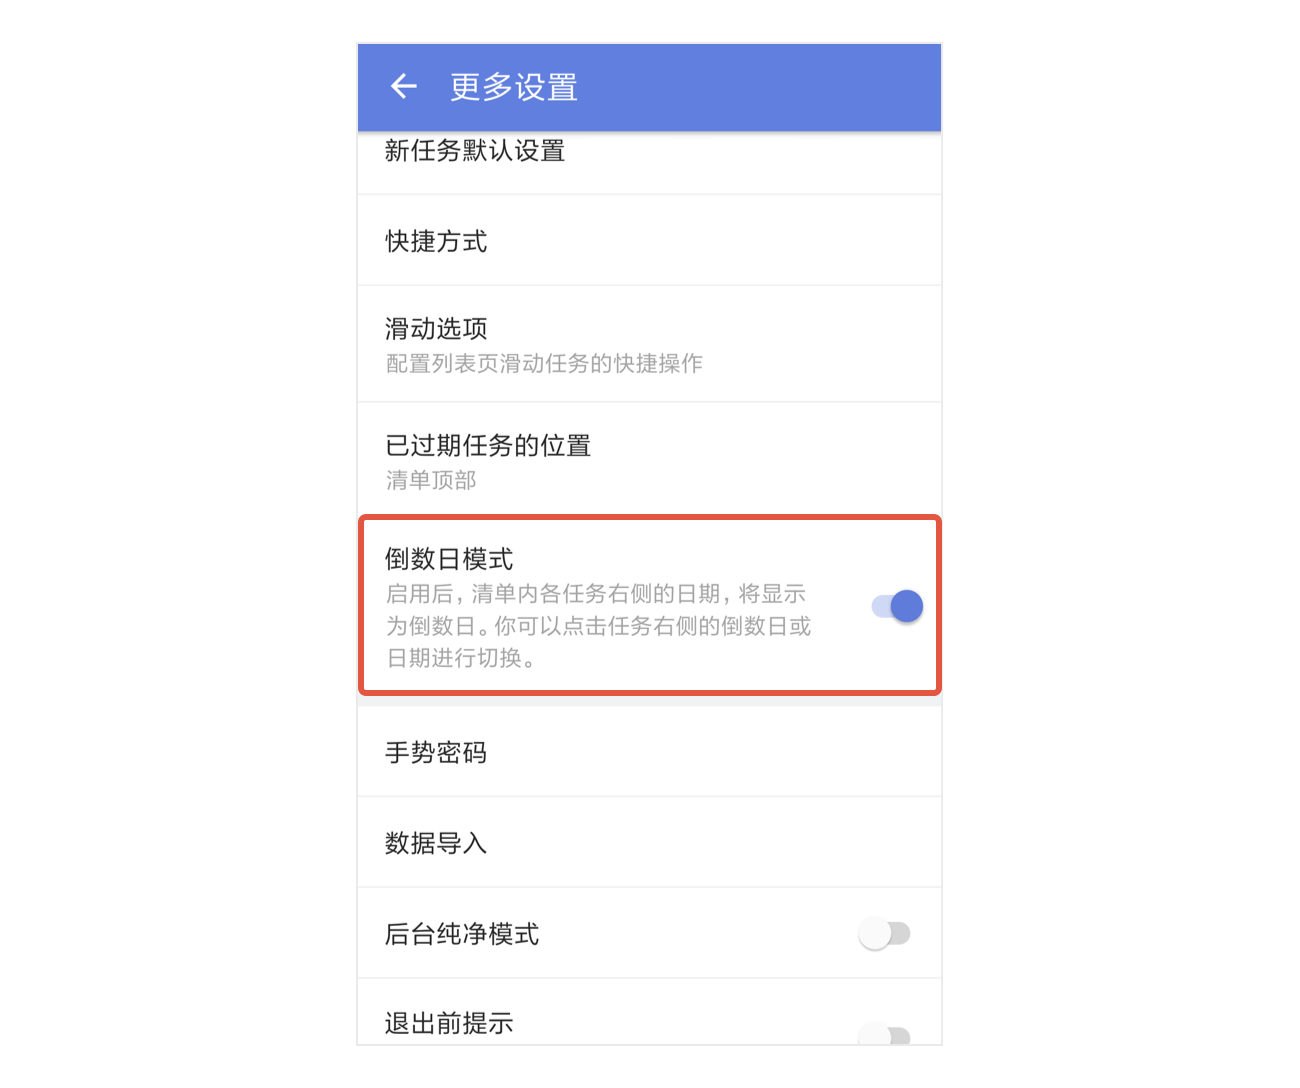 更多设置
新任务默认设置
快捷方式
滑动选项
配置列表页滑动任务的快捷操作
已过期任务的位置
清单顶部
倒数日模式
启用后，清单内各任务右侧的日期，将显示
为倒数日。你可以点击任务右侧的倒数日或
日期进行切换。
手势密码
数据导入
后台纯净模式
退出前提示